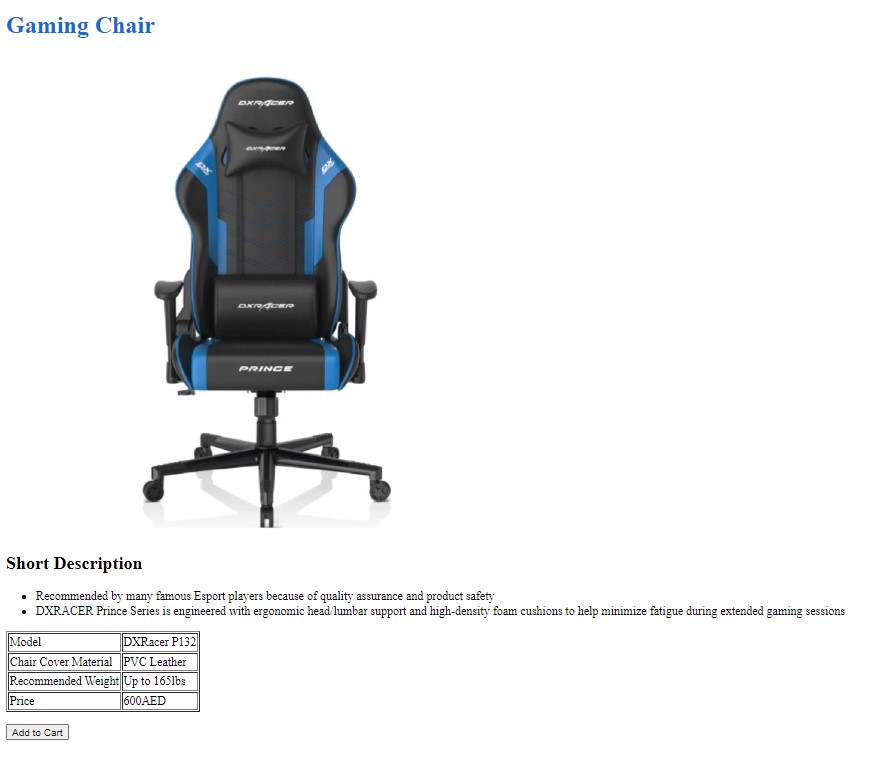 Gaming Chair
DXRACER
DXRACER
DX DX
DXRACER
PRINCE
Short Description
Recommended by many famous Esport players because of quality assurance and product safety
DXRACER Prince Series is engineered with ergonomic head/lumbar support and high-density foam cushions to help minimize fatigue during extended gaming sessions
Model DXRacer P132
Chair Cover Material PVC Leather
Recommended Weight Up to 165lbs
Price 600AED
Add to Cart